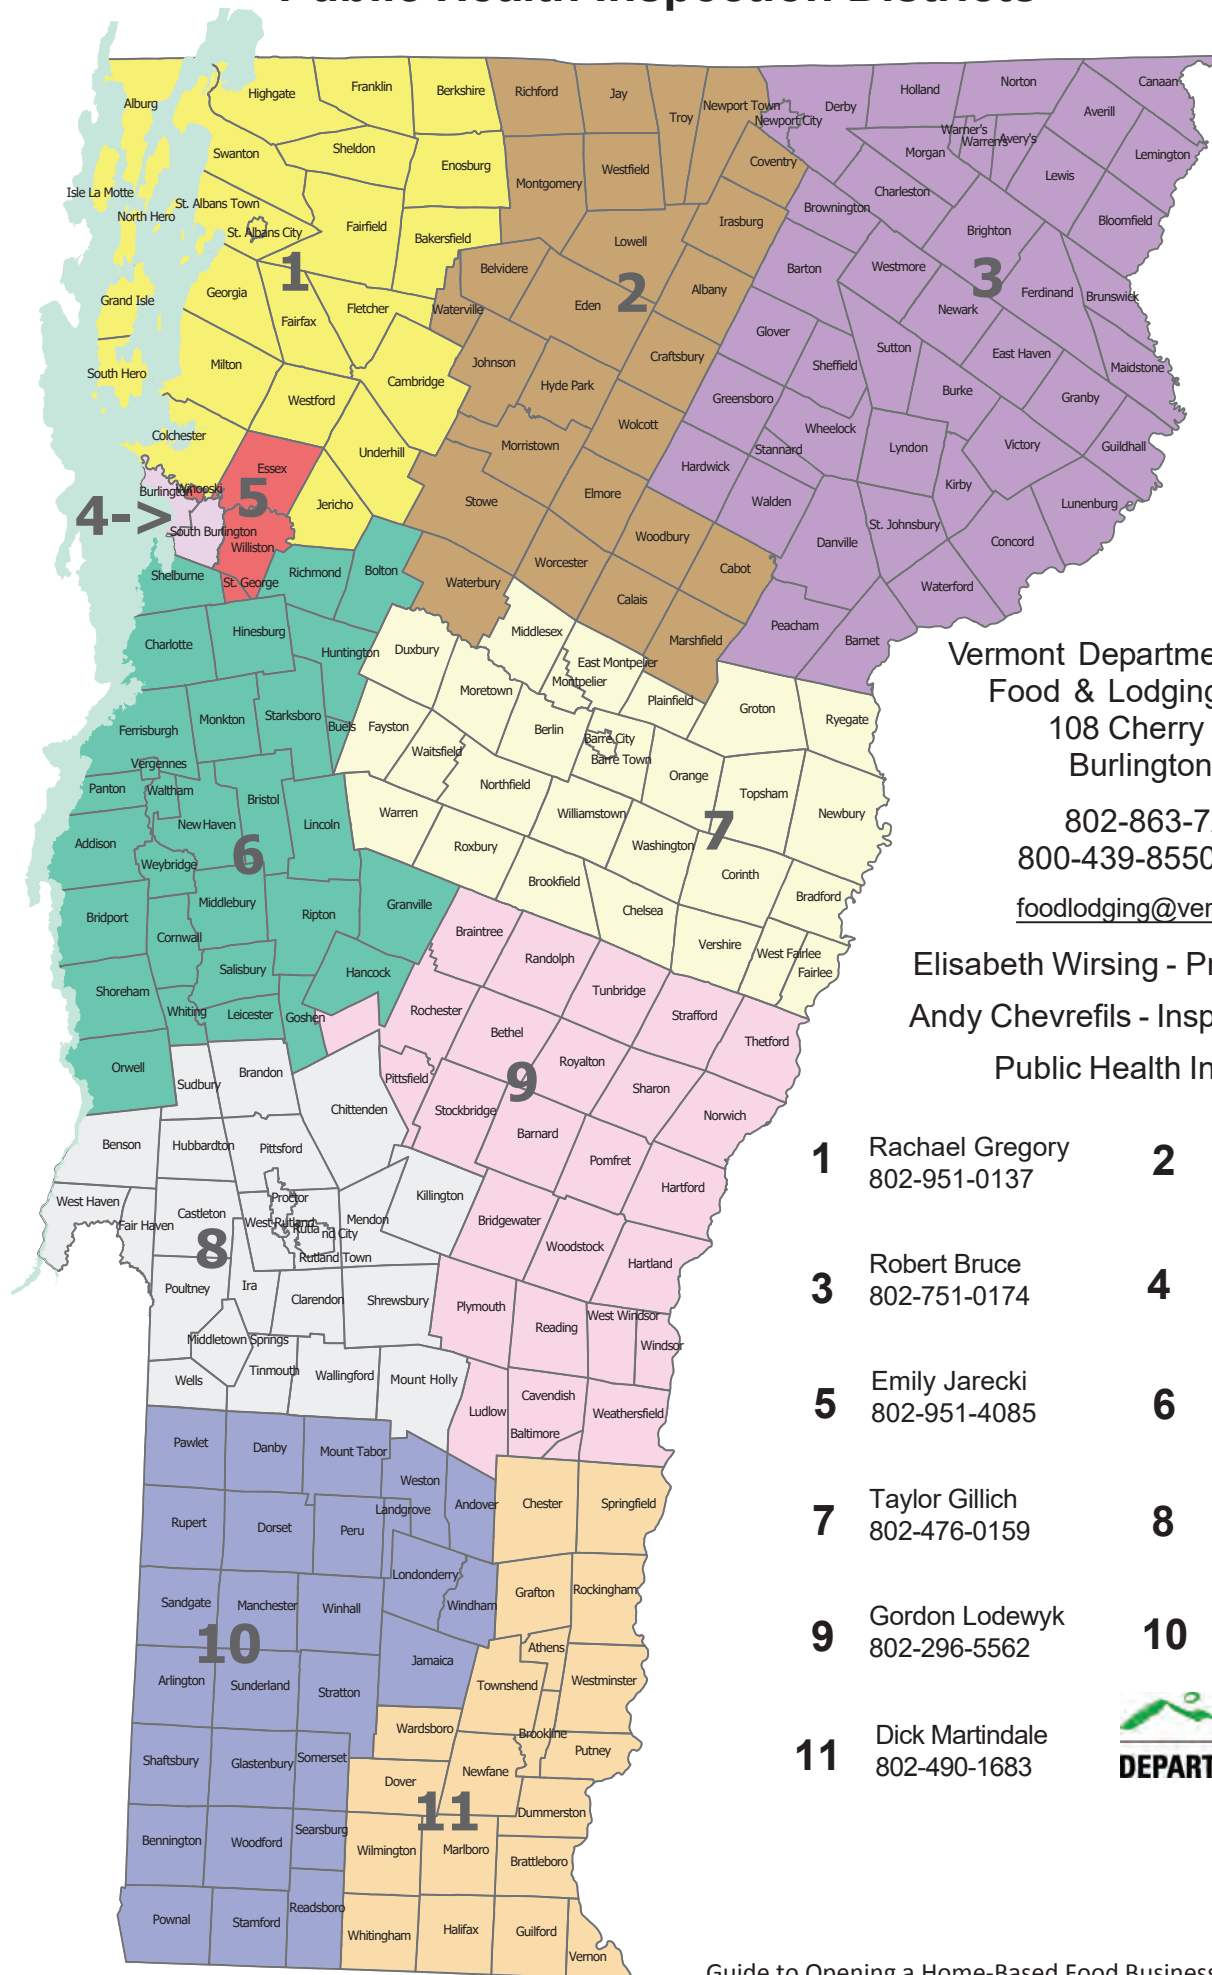 Alburg
Highgate
Franklin
Berkshire
Richford
Jay
Troy
Newport Town
Newport City
Derby
Holland
Norton
Canaan
Averill
Warner's
Warren's
Avery's
Morgan
Lemington
Lewis
Swanton
Sheldon
Enosburg
Montgomery
Westfield
Coventry
Charleston
Brownington
Isle La Motte
North Hero
St. Albans Town
St. Albans City
Fairfield
Bakersfield
Lowell
Irasburg
Brighton
Bloomfield
1
2
3
Belvidere
Eden
Albany
Barton
Westmore
Newark
Ferdinand
Brunswick
Grand Isle
Georgia
Fairfax
Fletcher
Waterville
South Hero
Milton
Westford
Cambridge
Johnson
Hyde Park
Craftsbury
Glover
Sheffield
Sutton
East Haven
Maidstone
Greensboro
Burke
Granby
Colchester
Underhill
Morristown
Wolcott
Wheelock
Stannard
Lyndon
Victory
Guildhall
Essex
Jericho
Stowe
Elmore
Hardwick
Walden
Kirby
Lunenburg
Burlington
Winooski
4->
5
South Burlington
Williston
Woodbury
Danville
St. Johnsbury
Concord
Shelburne
St. George
Richmond
Bolton
Waterbury
Worcester
Calais
Cabot
Waterford
Charlotte
Hinesburg
Huntington
Duxbury
Middlesex
East Montpelier
Montpelier
Marshfield
Peacham
Barnet
Moretown
Plainfield
Groton
Ryegate
Ferrisburgh
Monkton
Starksboro
Buels
Fayston
Waitsfield
Berlin
Barre City
Barre Town
Orange
Topsham
Newbury
Vergennes
Panton
Waltham
Bristol
Lincoln
Warren
Northfield
Williamstown
Washington
7
Addison
New Haven
Weybridge
6
Roxbury
Brookfield
Chelsea
Corinth
Bradford
Bridport
Middlebury
Cornwall
Ripton
Granville
Braintree
Randolph
Vershire
West Fairlee
Fairlee
Shoreham
Salisbury
Hancock
Rochester
Tunbridge
Strafford
Thetford
Whiting
Leicester
Goshen
Bethel
Royalton
Orwell
Sudbury
Brandon
Chittenden
Pittsfield
Stockbridge
9
Sharon
Norwich
Benson
Hubbardton
Pittsford
Barnard
Pomfret
Hartford
West Haven
Fair Haven
Castleton
Proctor
West Rutland
Rutla
nd City
Rutland Town
Mendon
Killington
Bridgewater
Woodstock
Hartland
8
Poultney
Ira
Clarendon
Shrewsbury
Plymouth
Reading
West Windsor
Windsor
Middletown Springs
Wells
Tinmouth
Wallingford
Mount Holly
Ludlow
Cavendish
Baltimore
Weathersfield
Pawlet
Danby
Mount Tabor
Weston
Landgrove
Andover
Chester
Springfield
Rupert
Dorset
Peru
Londonderry
Windham
Grafton
Rockingham
Sandgate
Manchester
Winhall
10
Jamaica
Athens
Townshend
Westminster
Arlington
Sunderland
Stratton
Wardsboro
Brookline
Putney
Shaftsbury
Glastenbury
Somerset
Dover
Newfane
11
Dummerston
Bennington
Woodford
Searsburg
Wilmington
Marlboro
Brattleboro
Pownal
Stamford
Readsboro
Whitingham
Halifax
Guilford
Vernon
Vermont Departme
Food & Lodging
108 Cherry
Burlington
802-863-7
800-439-8550
foodlodging@ver
Elisabeth Wirsing - Pr
Andy Chevrefils - Insp
Public Health In
1 Rachael Gregory 2
802-951-0137
3 Robert Bruce 4
802-751-0174
5 Emily Jarecki 6
802-951-4085
7 Taylor Gillich 8
802-476-0159
9 Gordon Lodewyk 10
802-296-5562
11 Dick Martindale
802-490-1683
DEPART
Guide to Opening a Home-Based Food Business